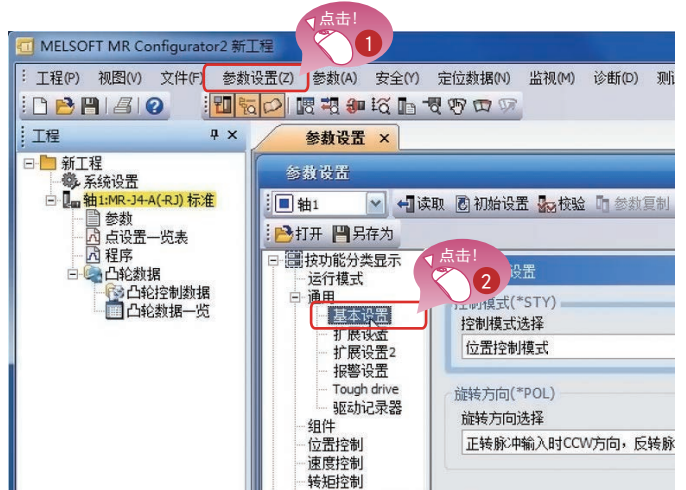 点击!
1
MELSOFT MR Configurator2 新工程
工程(P) 视图(V) 文件(F) 参数设置(Z) 参数(A) 安全(Y) 定位数据(N) 监视(M) 诊断(D) 测试
工程
参数设置
新工程
系统设置
轴1:MR-J4-A(-RJ) 标准
参数
点设置一览表
程序
凸轮数据
凸轮控制数据
凸轮数据一览
参数设置
轴1 读取 初始设置 校验 参数复制
打开 另存为
点击!
2
按功能分类显示
运行模式
通用
基本设置
扩展设置
扩展设置2
报警设置
Tough drive
驱动记录器
组件
位置控制
速度控制
转矩控制
设置
控制模式(*STY)
控制模式选择
位置控制模式
旋转方向(*POL)
旋转方向选择
正转脉冲输入时CCW方向，反转脉